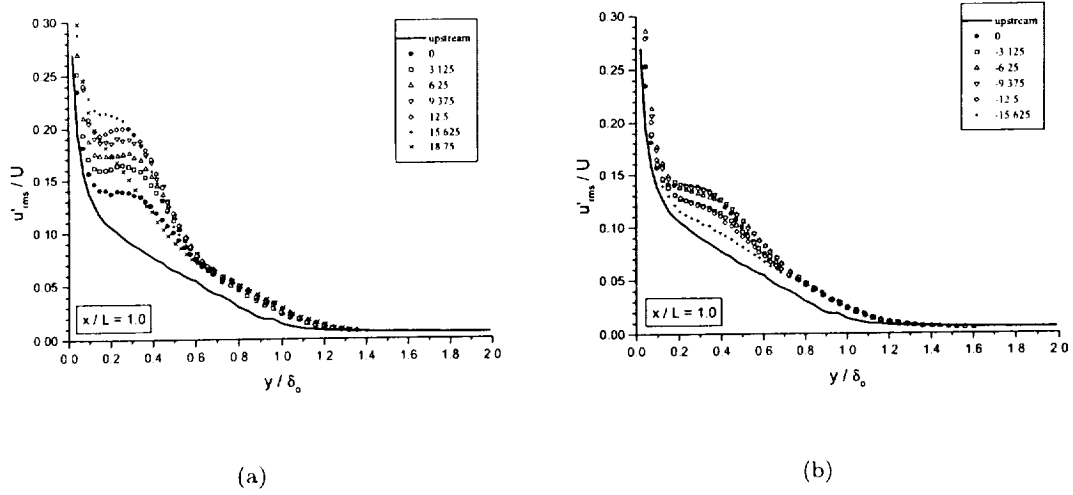 0.30
0.25
0.20
0.15
0.10
0.05
0.00
u'rms / U
upstream
0
3 125
6 25
9 375
12 5
15 625
18 75
x / L = 1.0
0.0 0.2 0.4 0.6 0.8 1.0 1.2 1.4 1.6 1.8 2.0
y / δo
(a)
0.30
0.25
0.20
0.15
0.10
0.05
0.00
u'rms / U
upstream
0
-3 125
-6 25
-9 375
-12 5
-15 625
x / L = 1.0
0.0 0.2 0.4 0.6 0.8 1.0 1.2 1.4 1.6 1.8 2.0
y / δo
(b)